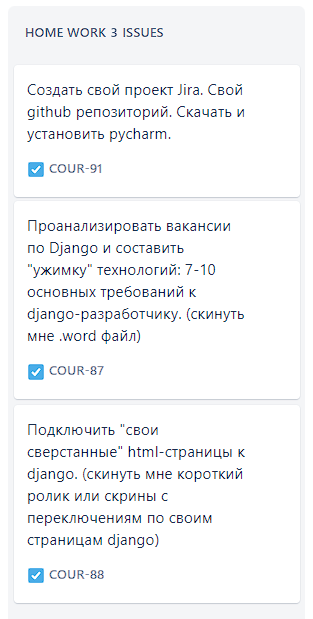 HOME WORK 3 ISSUES
Создать свой проект Jira. Свой
github репозиторий. Скачать и
установить pycharm.
COUR-91
Проанализировать вакансии
по Django и составить
"ужимку" технологий: 7-10
основных требований к
django-разработчику. (скинуть
мне .word файл)
COUR-87
Подключить "свои
сверстанные" html-страницы к
django. (скинуть мне короткий
ролик или скрины с
переключениям по своим
страницам django)
COUR-88